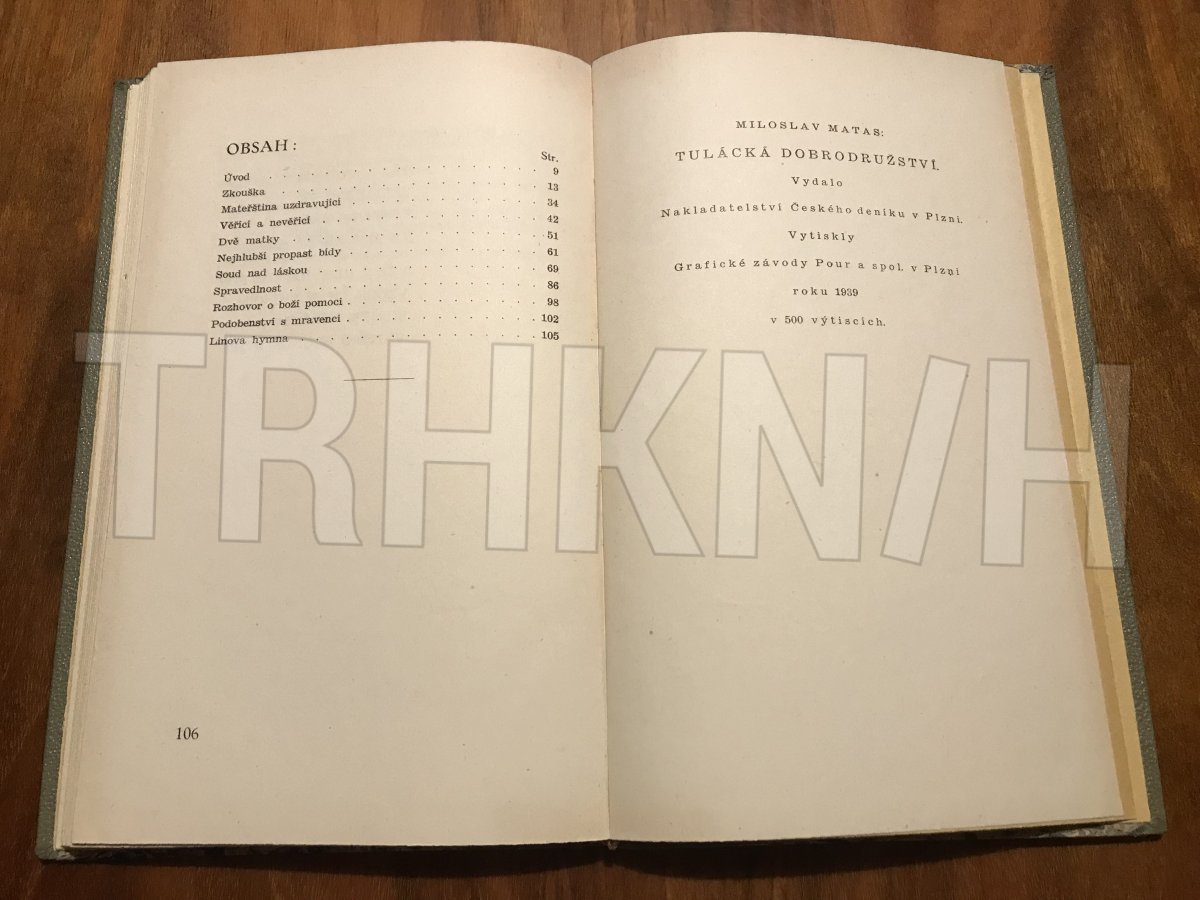 OBSAH:
Str.
Úvod . . . . . . . . . . . 9
Zkouška . . . . . . . . . . . 13
Mateřština uzdravující . . . . . . . . 34
Věřící a nevěřící . . . . . . . . . 42
Dvě matky . . . . . . . . . . 51
Nejhlubší propast bídy . . . . . . . . 61
Soud nad láskou . . . . . . . . . 69
Spravedlnost . . . . . . . . . . 86
Rozhovor o boží pomoci . . . . . . . . 98
Podobenství s mravenci . . . . . . . . 102
Línova hymna . . . . . . . . . . 105
106
MILOSLAV MATAS:
TULÁCKÁ DOBRODRUŽSTVÍ.
Vydalo
Nakladatelství Českého deníku v Plzni.
Vytiskly
Grafické závody Pour a spol. v Plzni
roku 1939
v 500 výtiscích.
TRHKN/H